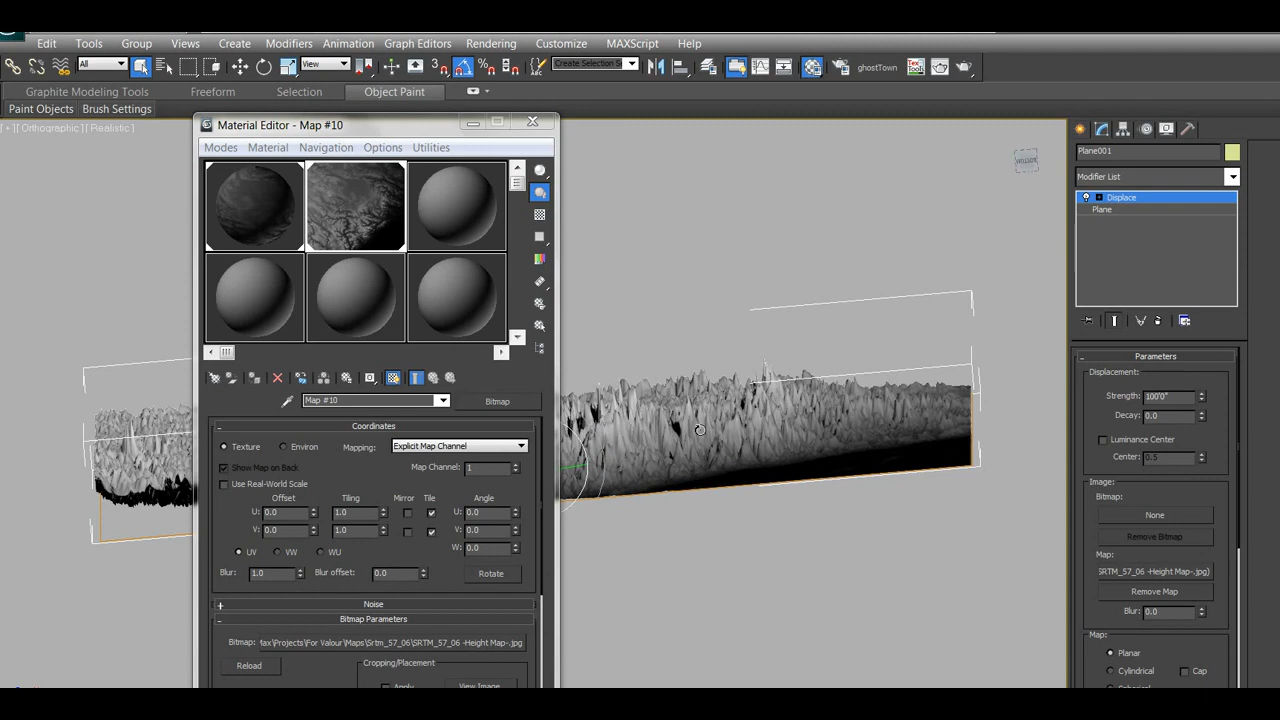 Edit Tools Group Views Create Modifiers Animation Graph Editors Rendering Customize MAXScript Help
All View 3 Create Selection S ghostTown
Graphite Modeling Tools Freeform Selection Object Paint
Paint Objects Brush Settings
[ + ] [ Orthographic ] [ Realistic ]
Material Editor - Map #10
Modes Material Navigation Options Utilities
Map #10 Bitmap
- Coordinates
Texture Environ Mapping: Explicit Map Channel
Show Map on Back Map Channel: 1
Use Real-World Scale
Offset Tiling Mirror Tile Angle
U: 0.0 1.0 U: 0.0
V: 0.0 1.0 V: 0.0
UV VW WU W: 0.0
Blur: 1.0 Blur offset: 0.0 Rotate
+ Noise
- Bitmap Parameters
Bitmap: Max\Projects\For Valour\Maps\Srtm_57_06\SRTM_57_06 -Height Map-.jpg
Reload Cropping/Placement
Apply View Image
Plane001
Modifier List
Displace
Plane
- Parameters
Displacement:
Strength: 100'0"
Decay: 0.0
Luminance Center
Center: 0.5
Image:
Bitmap:
None
Remove Bitmap
Map:
SRTM_57_06 -Height Map-.jpg)
Remove Map
Blur: 0.0
Map:
Planar
Cylindrical Cap